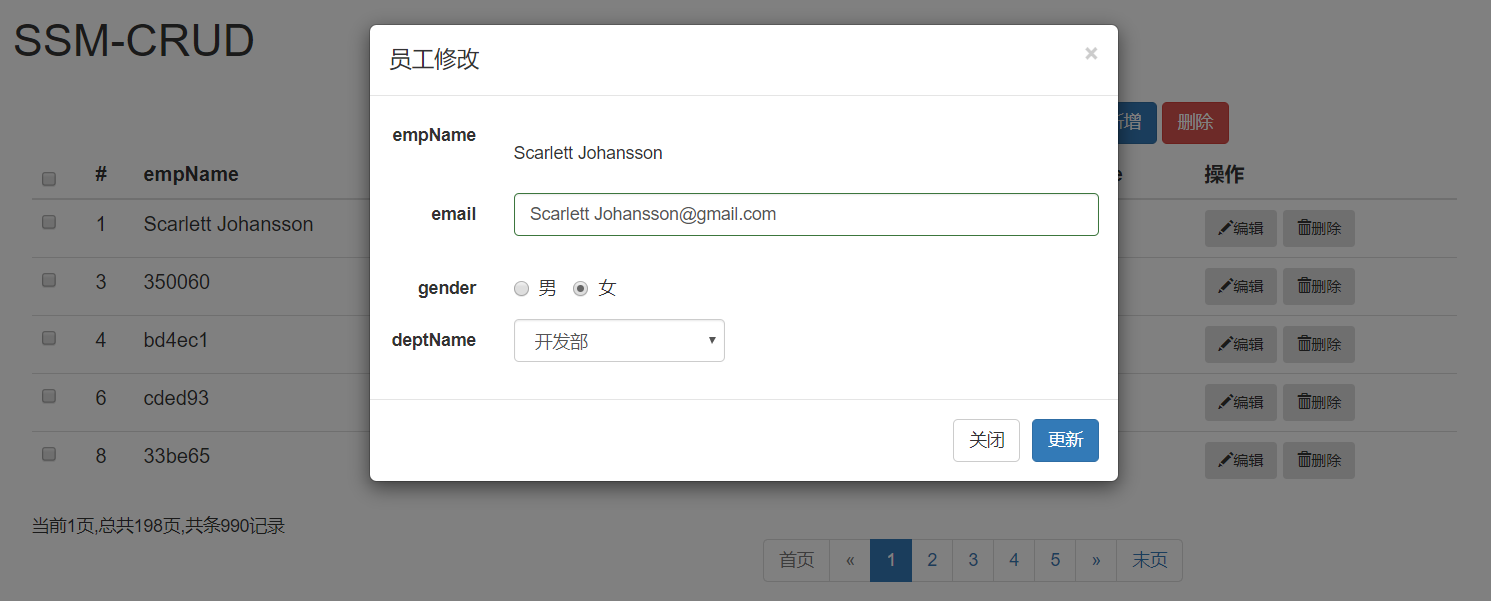 SSM-CRUD
员工修改 ×
empName
Scarlett Johansson
email Scarlett Johansson@gmail.com
gender 男 女
deptName 开发部
关闭 更新
增 删除
# empName 操作
1 Scarlett Johansson 编辑 删除
3 350060 编辑 删除
4 bd4ec1 编辑 删除
6 cded93 编辑 删除
8 33be65 编辑 删除
当前1页,总共198页,共条990记录
首页 « 1 2 3 4 5 » 末页